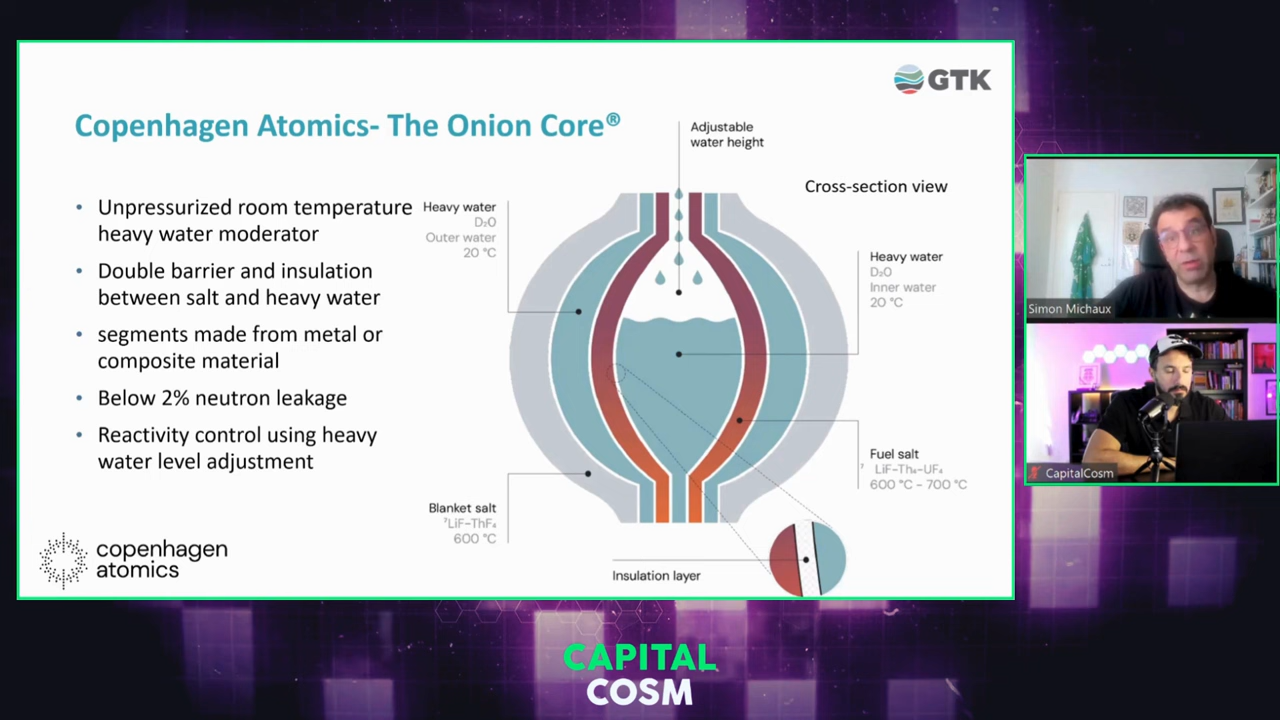 GTK
Copenhagen Atomics- The Onion Core®
• Unpressurized room temperature
heavy water moderator
• Double barrier and insulation
between salt and heavy water
• segments made from metal or
composite material
• Below 2% neutron leakage
• Reactivity control using heavy
water level adjustment
Adjustable
water height
Cross-section view
Heavy water
D₂O
Outer water
20 °C
Heavy water
D₂O
Inner water
20 °C
Fuel salt
⁷LiF-Th₄-UF₄
600 °C - 700 °C
Blanket salt
⁷LiF-ThF₄
600 °C
Insulation layer
copenhagen
atomics
Simon Michaux
CapitalCosm
CAPITAL
COSM